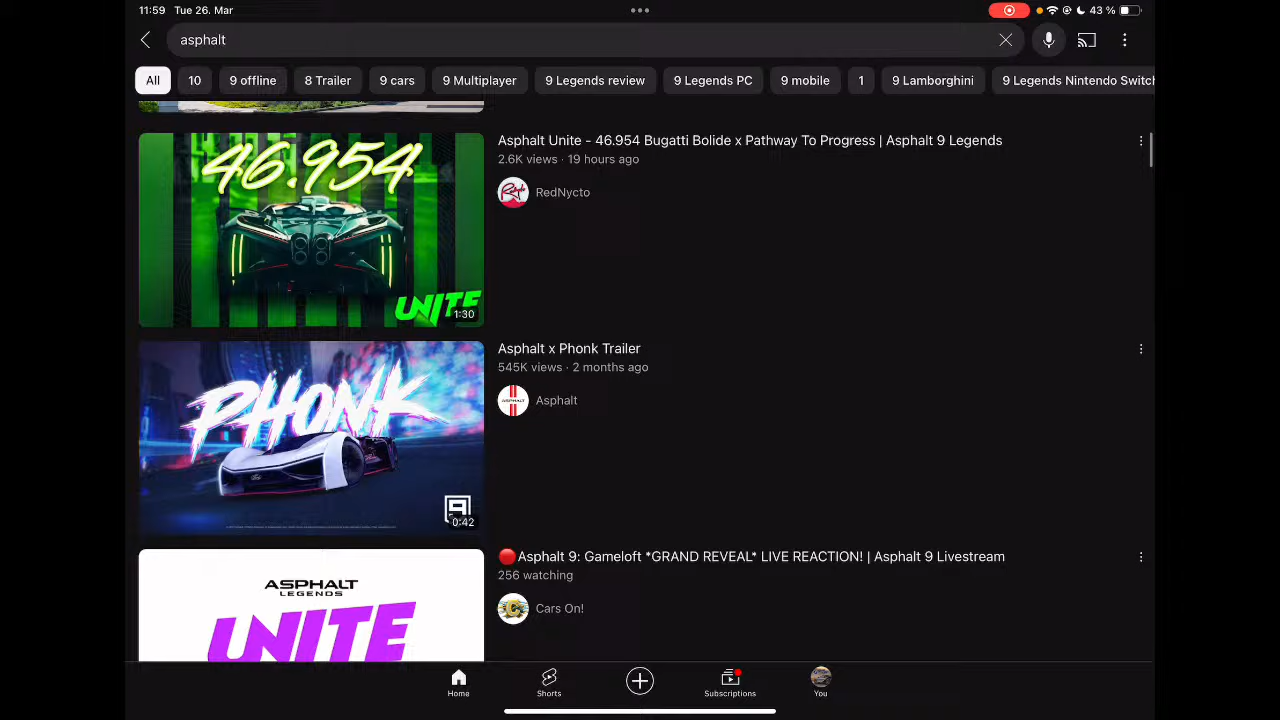 11:59 Tue 26. Mar 43 %
asphalt
All 10 9 offline 8 Trailer 9 cars 9 Multiplayer 9 Legends review 9 Legends PC 9 mobile 1 9 Lamborghini 9 Legends Nintendo Switch
46.954
UNITE
1:30
Asphalt Unite - 46.954 Bugatti Bolide x Pathway To Progress | Asphalt 9 Legends
2.6K views · 19 hours ago
RedNycto
PHONK
9
0:42
Asphalt x Phonk Trailer
545K views · 2 months ago
ASPHALT
Asphalt
ASPHALT
LEGENDS
UNITE
🔴Asphalt 9: Gameloft *GRAND REVEAL* LIVE REACTION! | Asphalt 9 Livestream
256 watching
Cars On!
Home Shorts Subscriptions You